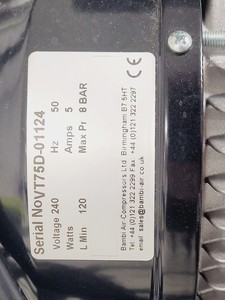 Serial No VT75D-01124
Voltage 240 Hz 50
Watts Amps 5
L Min 120 Max Pr 8 BAR
Bambi Air Compressors Ltd Birmingham B7 5HT
Tel +44 (0)121 322 2299 Fax +44 (0)121 322 2297
email sales@bambi-air.co.uk